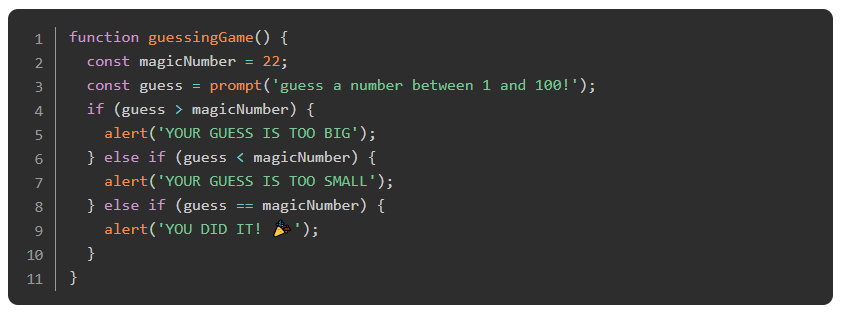 1 function guessingGame() {
2   const magicNumber = 22;
3   const guess = prompt('guess a number between 1 and 100!');
4   if (guess > magicNumber) {
5     alert('YOUR GUESS IS TOO BIG');
6   } else if (guess < magicNumber) {
7     alert('YOUR GUESS IS TOO SMALL');
8   } else if (guess == magicNumber) {
9     alert('YOU DID IT! 🎉');
10   }
11 }